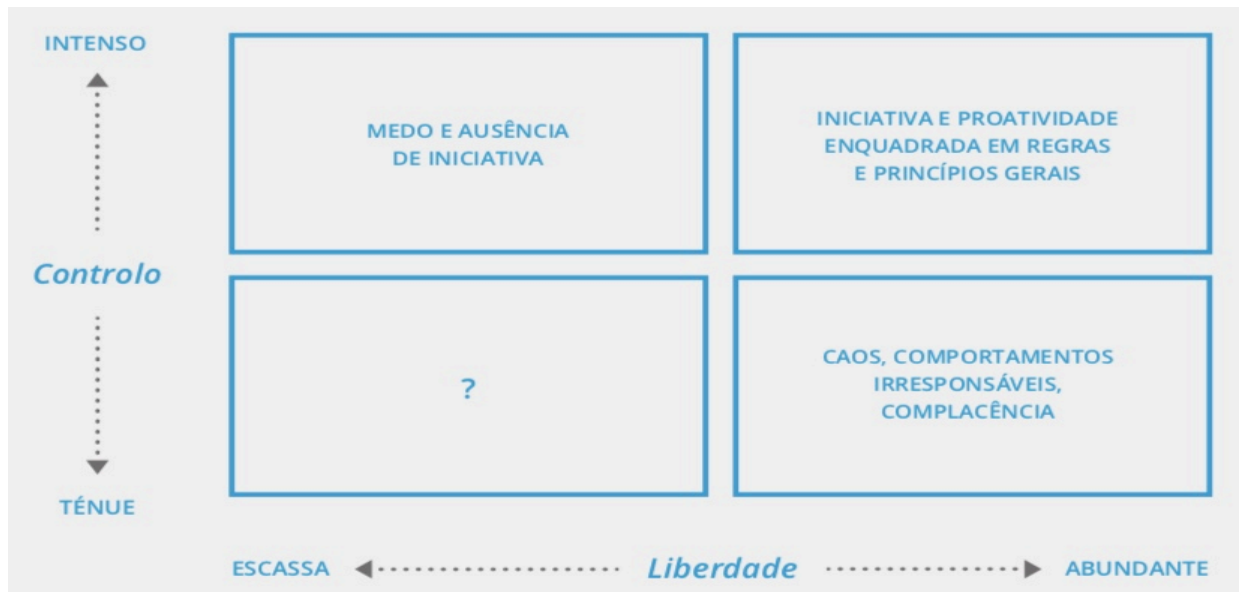 INTENSO
MEDO E AUSÊNCIA
DE INICIATIVA
INICIATIVA E PROATIVIDADE
ENQUADRADA EM REGRAS
E PRINCÍPIOS GERAIS
Controlo
?
CAOS, COMPORTAMENTOS
IRRESPONSÁVEIS,
COMPLACÊNCIA
TÉNUE
ESCASSA
Liberdade
ABUNDANTE